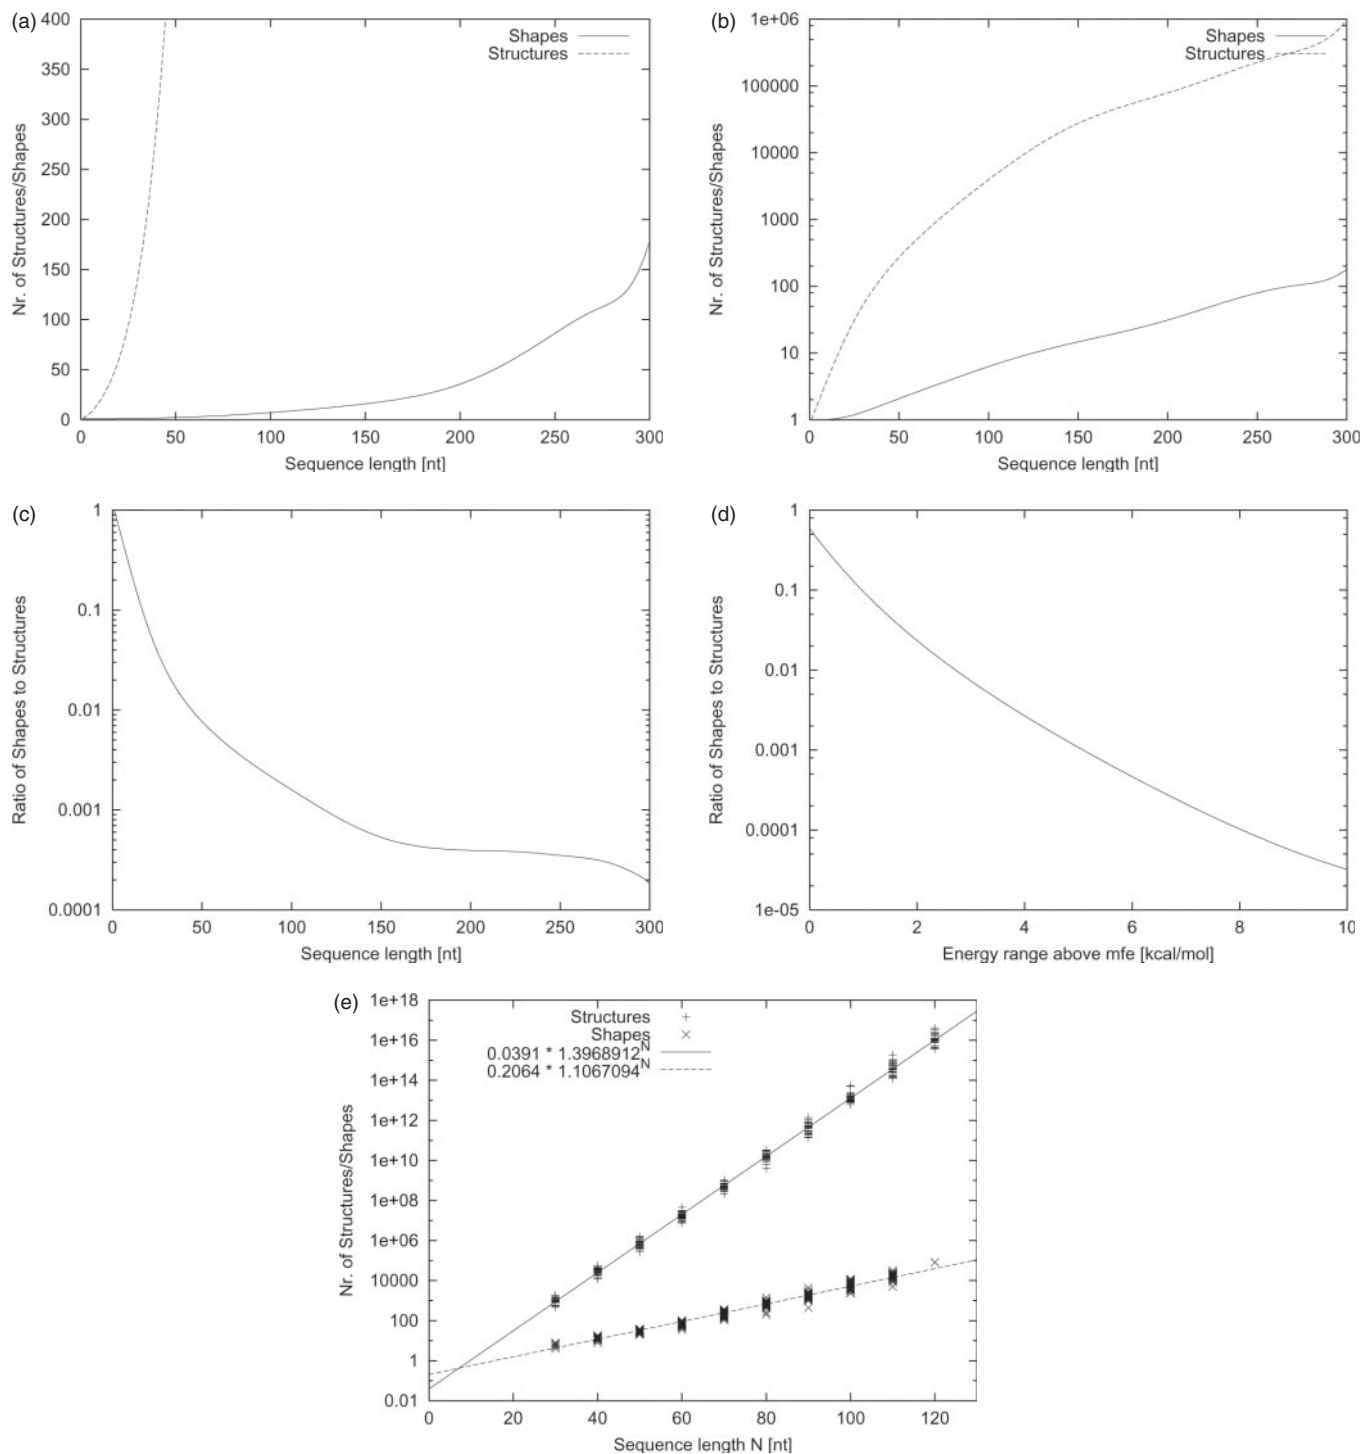 (a)
400
350
300
250
200
150
100
50
0
Nr. of Structures/Shapes
Shapes
Structures
0 50 100 150 200 250 300
Sequence length [nt]
(b)
1e+06
100000
10000
1000
100
10
1
Nr. of Structures/Shapes
Shapes
Structures
0 50 100 150 200 250 300
Sequence length [nt]
(c)
1
0.1
0.01
0.001
0.0001
Ratio of Shapes to Structures
0 50 100 150 200 250 300
Sequence length [nt]
(d)
1
0.1
0.01
0.001
0.0001
1e-05
Ratio of Shapes to Structures
0 2 4 6 8 10
Energy range above mfe [kcal/mol]
(e)
1e+18
1e+16
1e+14
1e+12
1e+10
1e+08
1e+06
10000
100
1
0.01
Nr. of Structures/Shapes
Structures
Shapes
0.0391 * 1.3968912^N
0.2064 * 1.1067094^N
0 20 40 60 80 100 120
Sequence length N [nt]